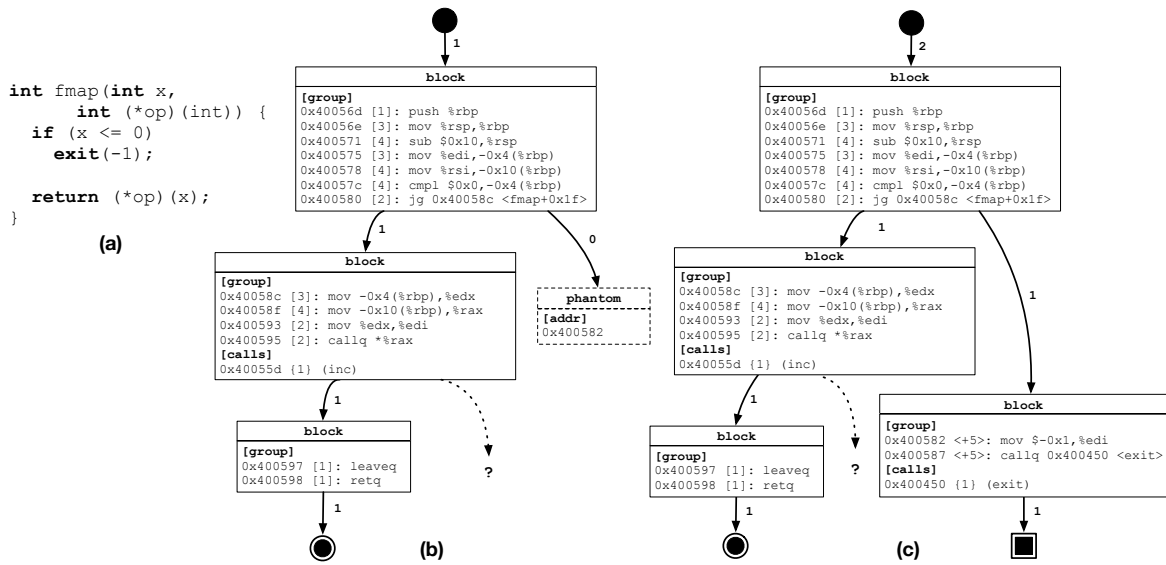 int fmap(int x,
int (*op)(int)) {
if (x <= 0)
exit(-1);
return (*op)(x);
}
(a)
1
block
[group]
0x40056d [1]: push %rbp
0x40056e [3]: mov %rsp,%rbp
0x400571 [4]: sub $0x10,%rsp
0x400575 [3]: mov %edi,-0x4(%rbp)
0x400578 [4]: mov %rsi,-0x10(%rbp)
0x40057c [4]: cmpl $0x0,-0x4(%rbp)
0x400580 [2]: jg 0x40058c <fmap+0x1f>
1
0
block
[group]
0x40058c [3]: mov -0x4(%rbp),%edx
0x40058f [4]: mov -0x10(%rbp),%rax
0x400593 [2]: mov %edx,%edi
0x400595 [2]: callq *%rax
[calls]
0x40055d {1} (inc)
phantom
[addr]
0x400582
1
?
block
[group]
0x400597 [1]: leaveq
0x400598 [1]: retq
1
(b)
2
block
[group]
0x40056d [1]: push %rbp
0x40056e [3]: mov %rsp,%rbp
0x400571 [4]: sub $0x10,%rsp
0x400575 [3]: mov %edi,-0x4(%rbp)
0x400578 [4]: mov %rsi,-0x10(%rbp)
0x40057c [4]: cmpl $0x0,-0x4(%rbp)
0x400580 [2]: jg 0x40058c <fmap+0x1f>
1
1
block
[group]
0x40058c [3]: mov -0x4(%rbp),%edx
0x40058f [4]: mov -0x10(%rbp),%rax
0x400593 [2]: mov %edx,%edi
0x400595 [2]: callq *%rax
[calls]
0x40055d {1} (inc)
1
?
block
[group]
0x400597 [1]: leaveq
0x400598 [1]: retq
1
block
[group]
0x400582 <+5>: mov $-0x1,%edi
0x400587 <+5>: callq 0x400450 <exit>
[calls]
0x400450 {1} (exit)
1
(c)